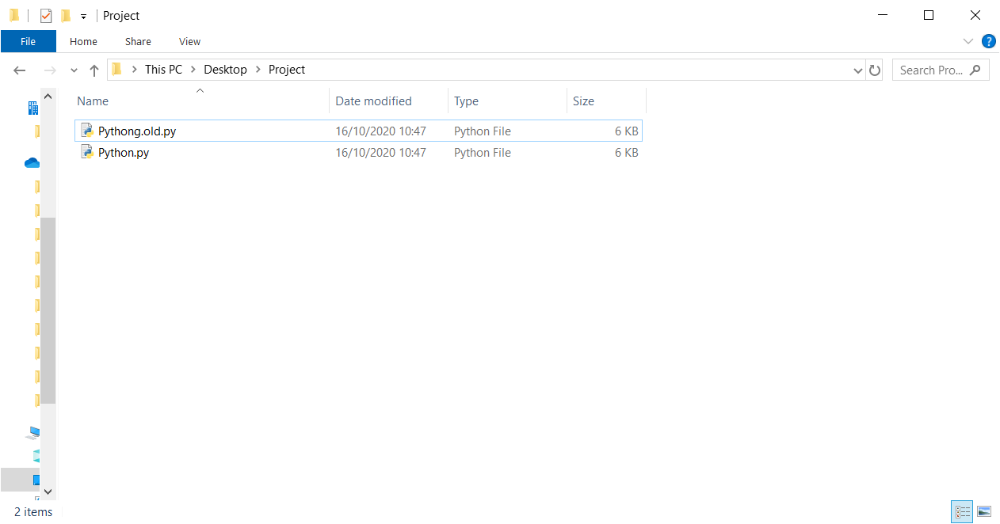 Project
File Home Share View ?
This PC Desktop Project Search Pro...
Name Date modified Type Size
Pythong.old.py 16/10/2020 10:47 Python File 6 KB
Python.py 16/10/2020 10:47 Python File 6 KB
2 items